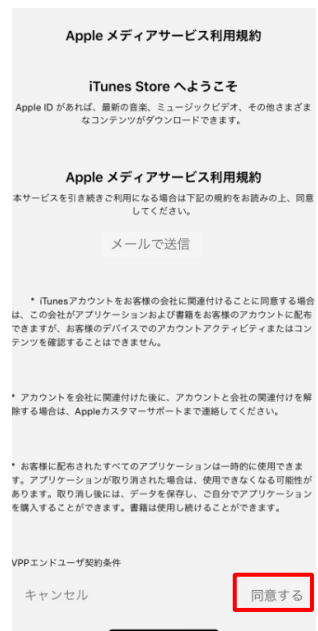 Apple メディアサービス利用規約
iTunes Store へようこそ
Apple ID があれば、最新の音楽、ミュージックビデオ、その他さまざま
なコンテンツがダウンロードできます。
Apple メディアサービス利用規約
本サービスを引き続きご利用になる場合は下記の規約をお読みの上、同意
してください。
メールで送信
* iTunesアカウントをお客様の会社に関連付けることに同意する場合
は、この会社がアプリケーションおよび書籍をお客様のアカウントに配布
できますが、お客様のデバイスでのアカウントアクティビティまたはコン
テンツを確認することはできません。
* アカウントを会社に関連付けた後に、アカウントと会社の関連付けを解
除する場合は、Appleカスタマーサポートまで連絡してください。
* お客様に配布されたすべてのアプリケーションは一時的に使用できま
す。アプリケーションが取り消された場合は、使用できなくなる可能性が
あります。取り消し後には、データを保存し、ご自分でアプリケーション
を購入することができます。書籍は使用し続けることができます。
VPPエンドユーザ契約条件
キャンセル
同意する